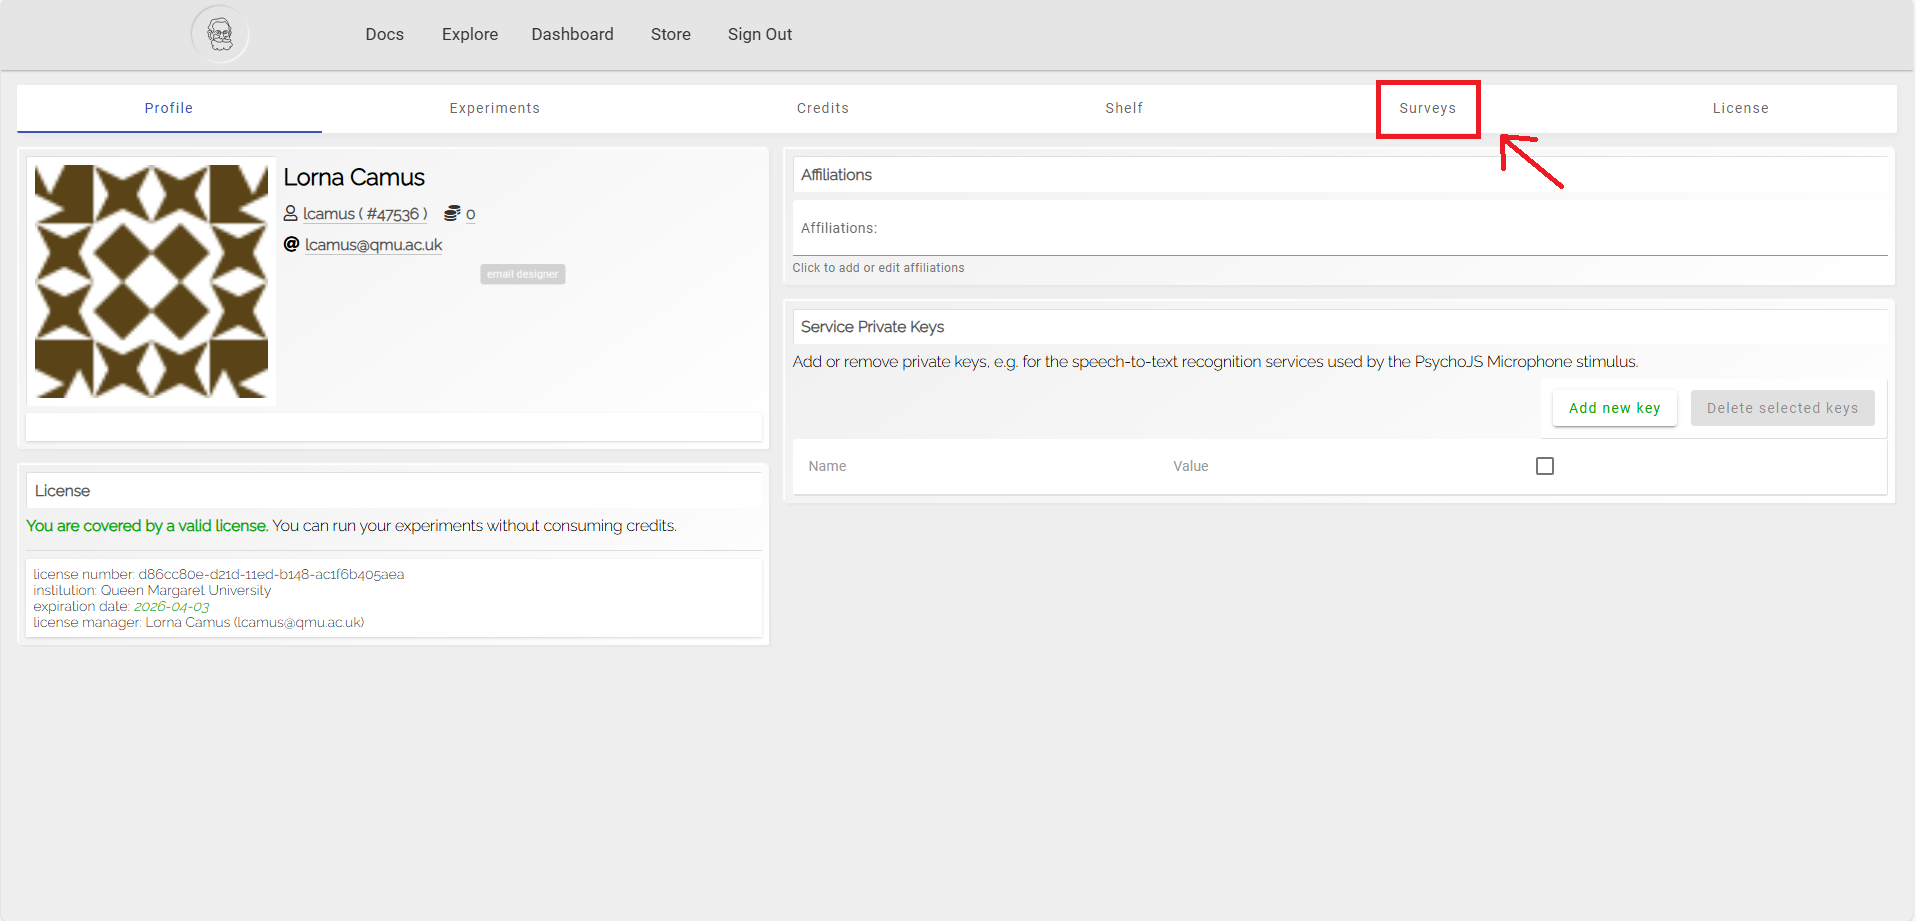 Docs Explore Dashboard Store Sign Out
Profile Experiments Credits Shelf Surveys License
Lorna Camus
lcamus ( #47536 ) 0
lcamus@qmu.ac.uk
email designer
License
You are covered by a valid license. You can run your experiments without consuming credits.
license number: d86cc80e-d21d-11ed-b148-ac1f6b405aea
institution: Queen Margaret University
expiration date: 2026-04-03
license manager: Lorna Camus (lcamus@qmu.ac.uk)
Affiliations
Affiliations:
Click to add or edit affiliations
Service Private Keys
Add or remove private keys, e.g. for the speech-to-text recognition services used by the PsychoJS Microphone stimulus.
Add new key Delete selected keys
Name Value